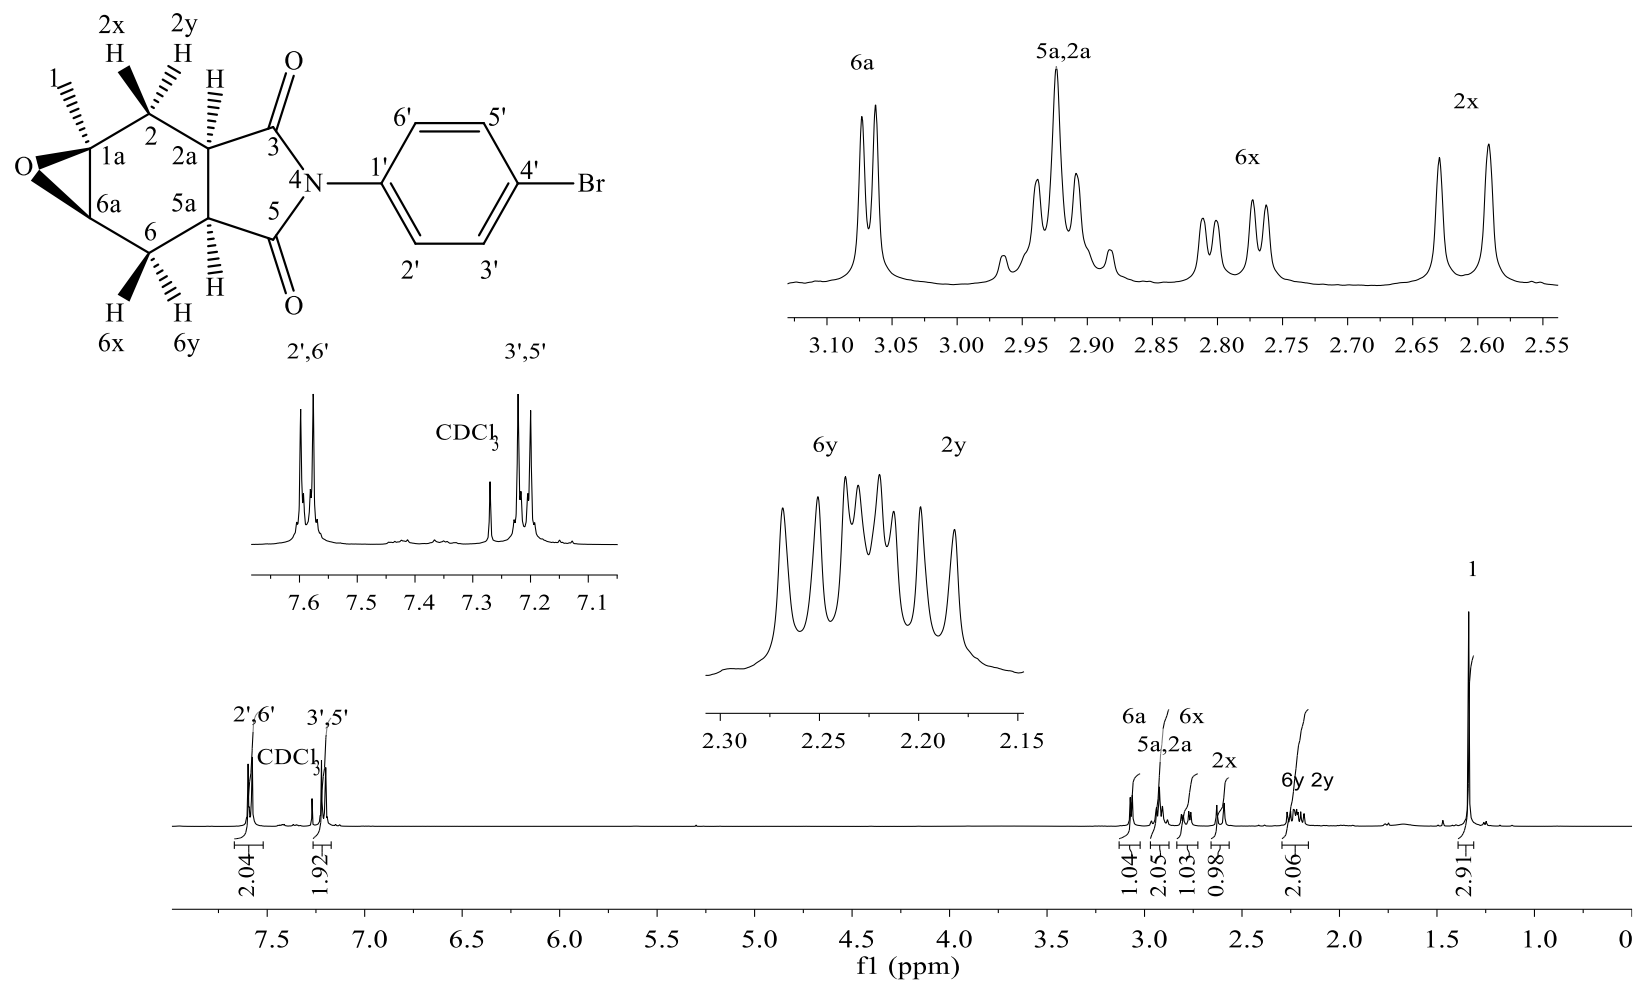 2x 2y
H H
1
H
O
6' 5'
2
1a 2a 3
1' 4'
O
4N Br
6a 5a 5
6
2' 3'
H H H
O
6x 6y
6a 5a,2a 6x 2x
3.10 3.05 3.00 2.95 2.90 2.85 2.80 2.75 2.70 2.65 2.60 2.55
2',6' 3',5'
CDCl3
7.6 7.5 7.4 7.3 7.2 7.1
6y 2y
2.30 2.25 2.20 2.15
1
2',6' 3',5'
CDCl3
6a 6x
5a,2a
2x
6y 2y
2.04 1.92 1.04 2.05 1.03 0.98 2.06 2.91
7.5 7.0 6.5 6.0 5.5 5.0 4.5 4.0 3.5 3.0 2.5 2.0 1.5 1.0 0
f1 (ppm)